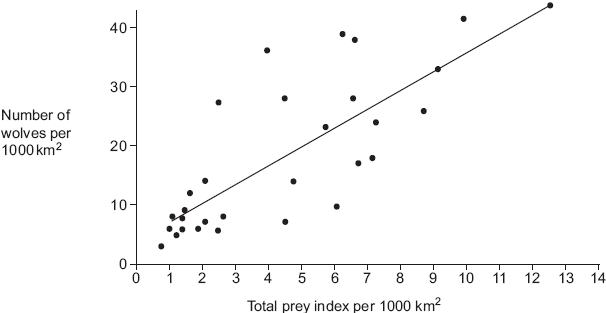 40
30
Number of
wolves per
1000 km²
20
10
0
0 1 2 3 4 5 6 7 8 9 10 11 12 13 14
Total prey index per 1000 km²